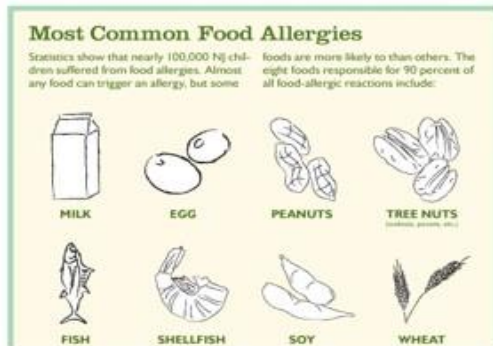 Most Common Food Allergies
Statistics show that nearly 100,000 NJ chil-
dren suffered from food allergies. Almost
any food can trigger an allergy, but some
foods are more likely to than others. The
eight foods responsible for 90 percent of
all food-allergic reactions include:
MILK
EGG
PEANUTS
TREE NUTS
FISH
SHELLFISH
SOY
WHEAT